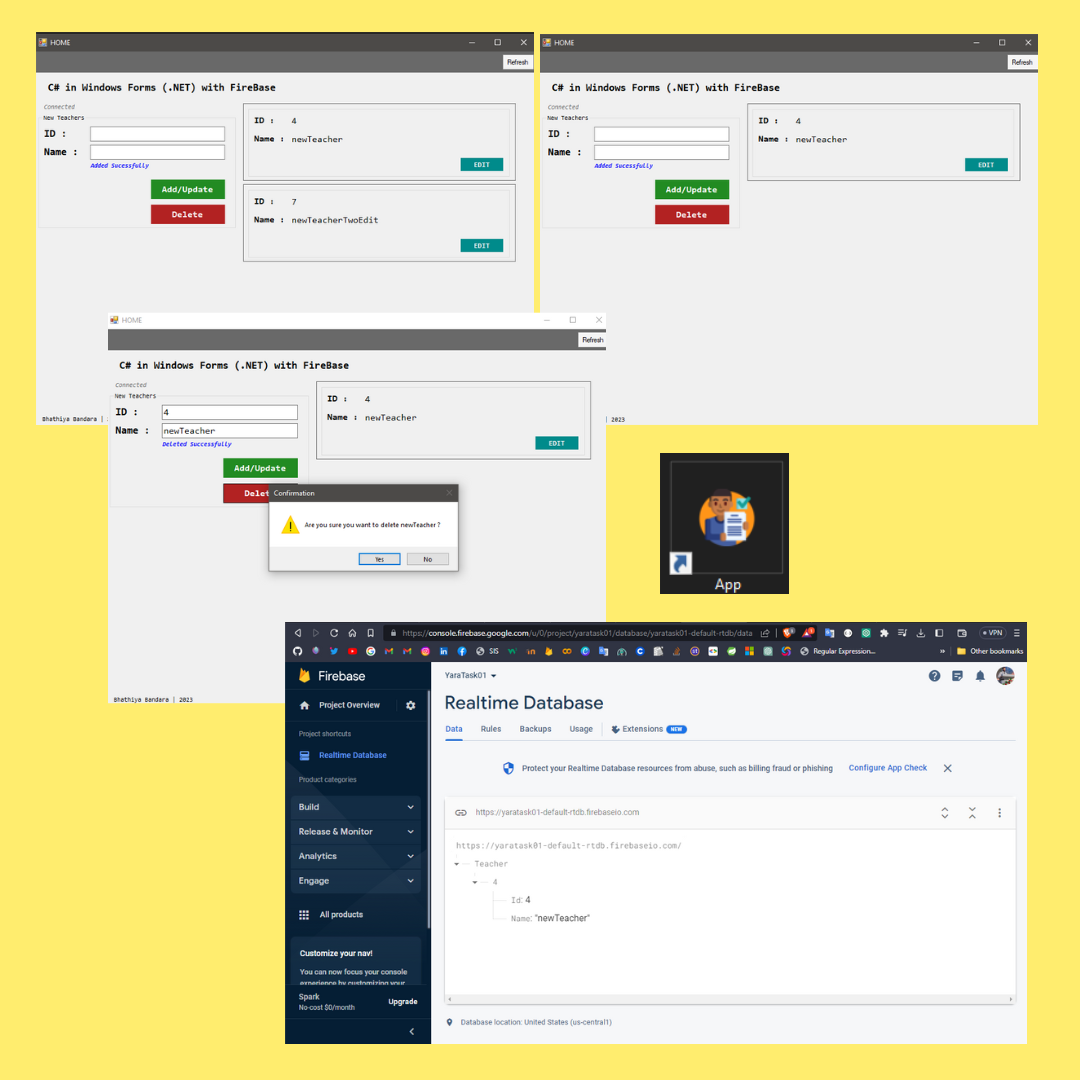 HOME
Refresh
C# in Windows Forms (.NET) with FireBase
Connected
New Teachers
ID :
Name :
Added Sucessfully
Add/Update
Delete
ID : 4
Name : newTeacher
EDIT
ID : 7
Name : newTeacherTwoEdit
EDIT
Bhathiya Bandara |
HOME
Refresh
C# in Windows Forms (.NET) with FireBase
Connected
New Teachers
ID :
Name :
Added Sucessfully
Add/Update
Delete
ID : 4
Name : newTeacher
EDIT
| 2023
HOME
Refresh
C# in Windows Forms (.NET) with FireBase
Connected
New Teachers
ID : 4
Name : newTeacher
Deleted Successfully
Add/Update
Delet
ID : 4
Name : newTeacher
EDIT
Confirmation
Are you sure you want to delete newTeacher ?
Yes No
Bhathiya Bandara | 2023
App
https://console.firebase.google.com/u/0/project/yaratask01/database/yaratask01-default-rtdb/data
VPN
SIS
Regular Expression...
» Other bookmarks
Firebase
Project Overview
Project shortcuts
Realtime Database
Product categories
Build
Release & Monitor
Analytics
Engage
All products
Customize your nav!
You can now focus your console
experience by customizing your
Spark
No-cost $0/month
Upgrade
YaraTask01
Realtime Database
Data Rules Backups Usage Extensions NEW
Protect your Realtime Database resources from abuse, such as billing fraud or phishing Configure App Check
https://yaratask01-default-rtdb.firebaseio.com
https://yaratask01-default-rtdb.firebaseio.com/
Teacher
4
Id: 4
Name: "newTeacher"
Database location: United States (us-central1)